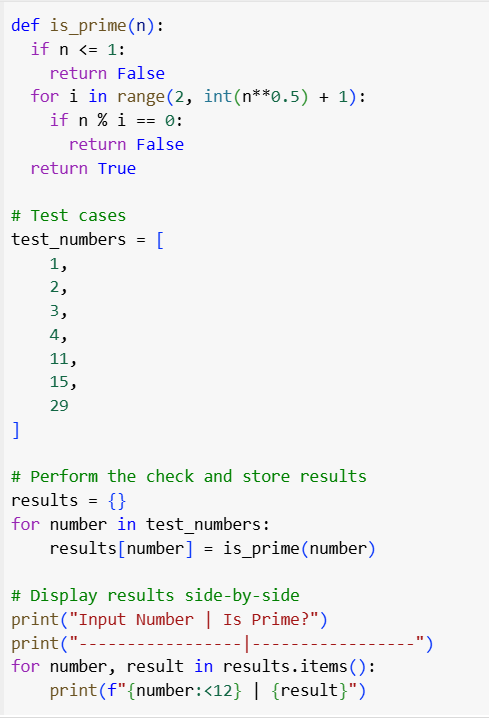 def is_prime(n):
  if n <= 1:
    return False
  for i in range(2, int(n**0.5) + 1):
    if n % i == 0:
      return False
  return True

# Test cases
test_numbers = [
    1,
    2,
    3,
    4,
    11,
    15,
    29
]

# Perform the check and store results
results = {}
for number in test_numbers:
    results[number] = is_prime(number)

# Display results side-by-side
print("Input Number | Is Prime?")
print("-----------------|-----------------")
for number, result in results.items():
    print(f"{number:<12} | {result}")